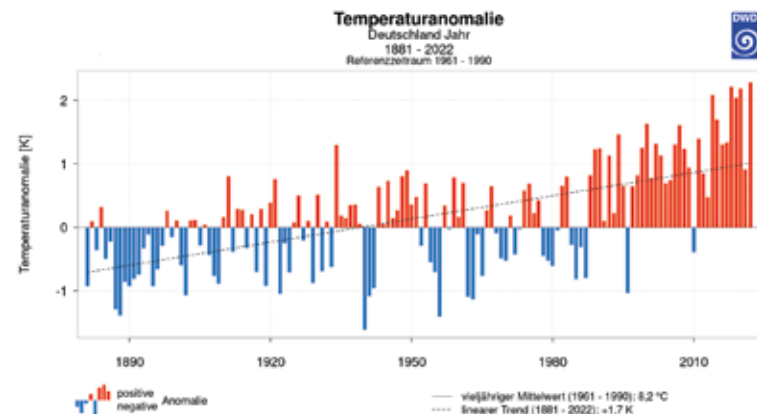 Temperaturanomalie
Deutschland Jahr
1881 - 2022
Referenzzeitraum 1961 - 1990
DWD
Temperaturanomalie [K]
2
1
0
-1
1890 1920 1950 1980 2010
positive
negative Anomalie
vieljähriger Mittelwert (1961 - 1990): 8,2 °C
linearer Trend (1881 - 2022): +1,7 K